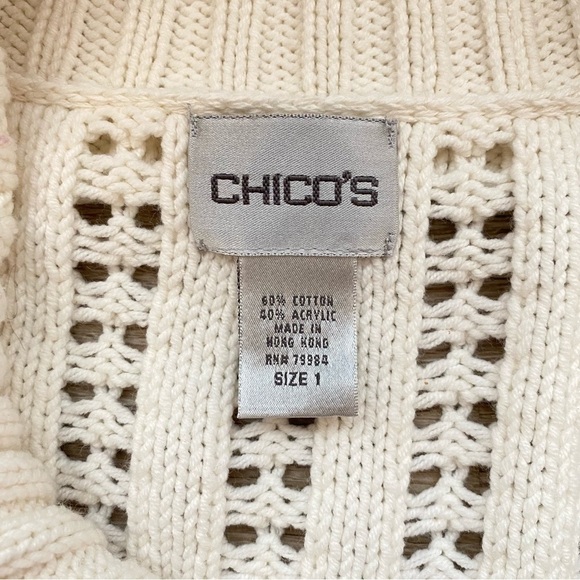 CHICO'S
60% COTTON
40% ACRYLIC
MADE IN
HONG KONG
RN# 79984
SIZE 1